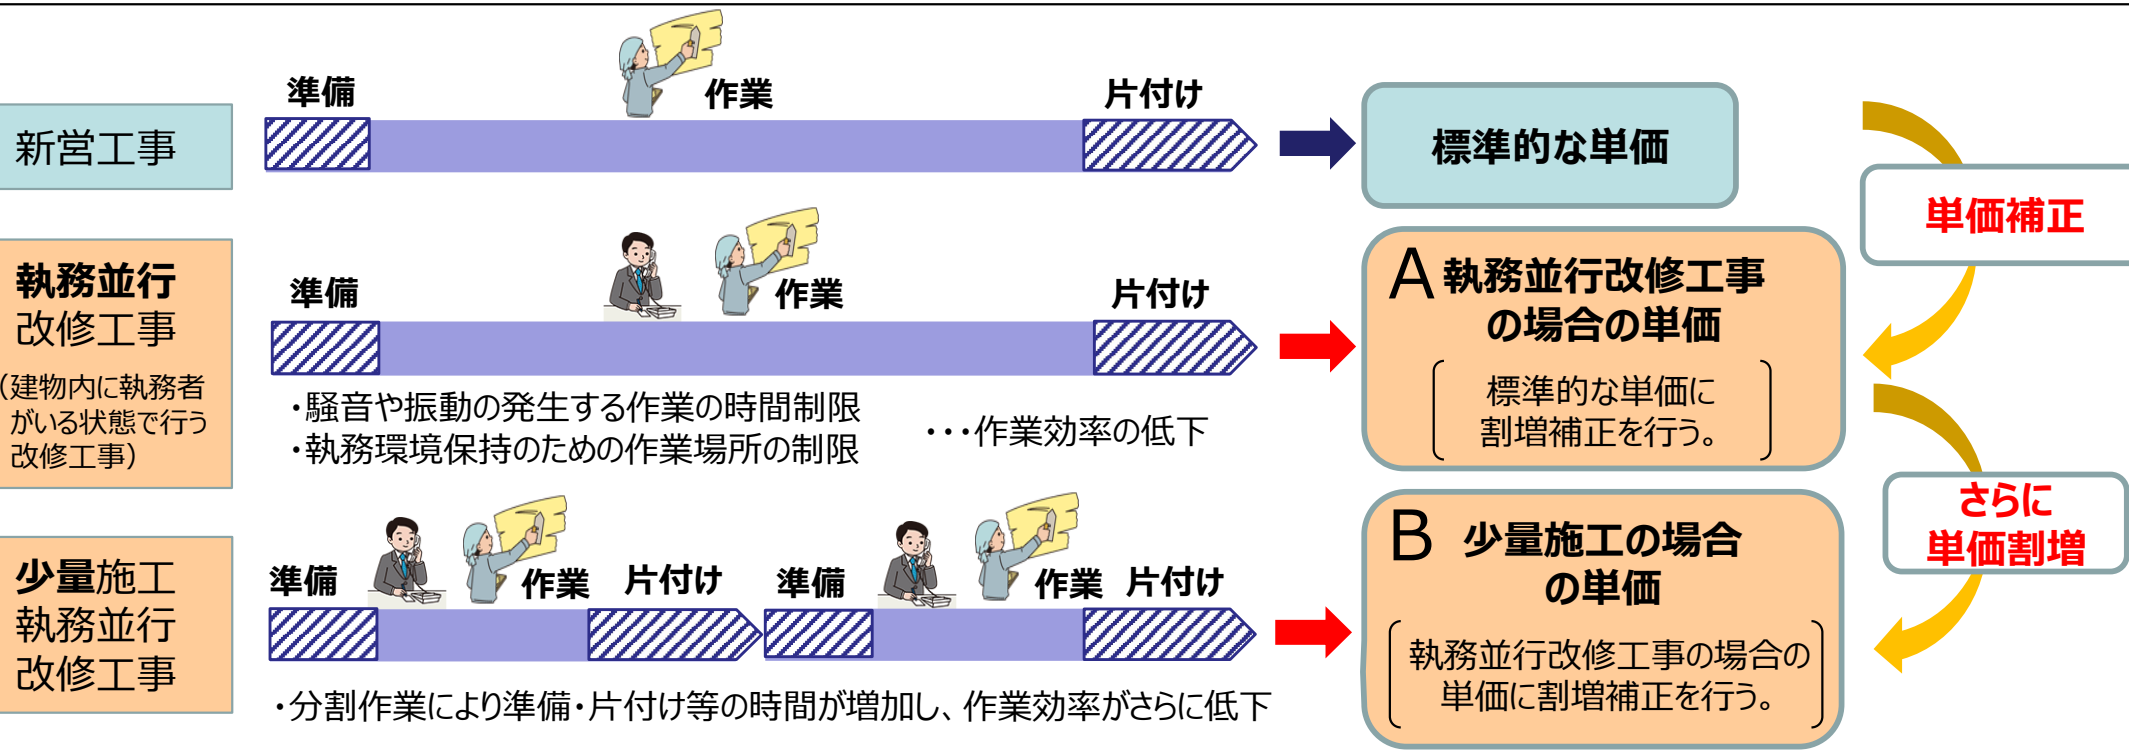 新営工事
準備
作業
片付け
標準的な単価
単価補正
執務並行
改修工事
（建物内に執務者
がいる状態で行う
改修工事）
準備
作業
片付け
・騒音や振動の発生する作業の時間制限
・執務環境保持のための作業場所の制限
・・・作業効率の低下
A 執務並行改修工事
の場合の単価
標準的な単価に
割増補正を行う。
さらに
単価割増
少量施工
執務並行
改修工事
準備
作業
片付け
準備
作業
片付け
・分割作業により準備・片付け等の時間が増加し、作業効率がさらに低下
B 少量施工の場合
の単価
執務並行改修工事の場合の
単価に割増補正を行う。